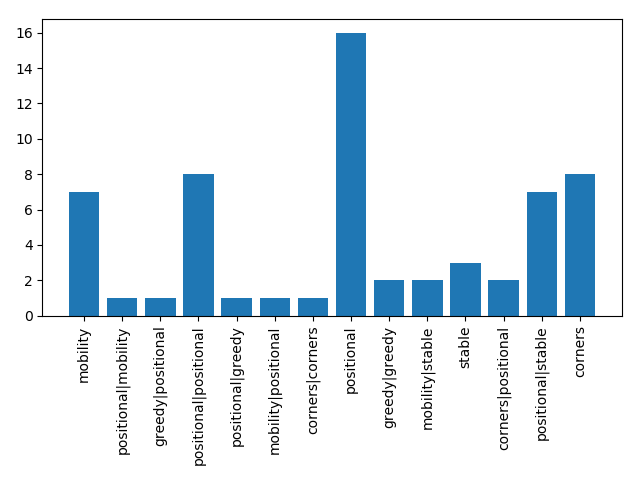 16
14
12
10
8
6
4
2
0
mobility
positional|mobility
greedy|positional
positional|positional
positional|greedy
mobility|positional
corners|corners
positional
greedy|greedy
mobility|stable
stable
corners|positional
positional|stable
corners